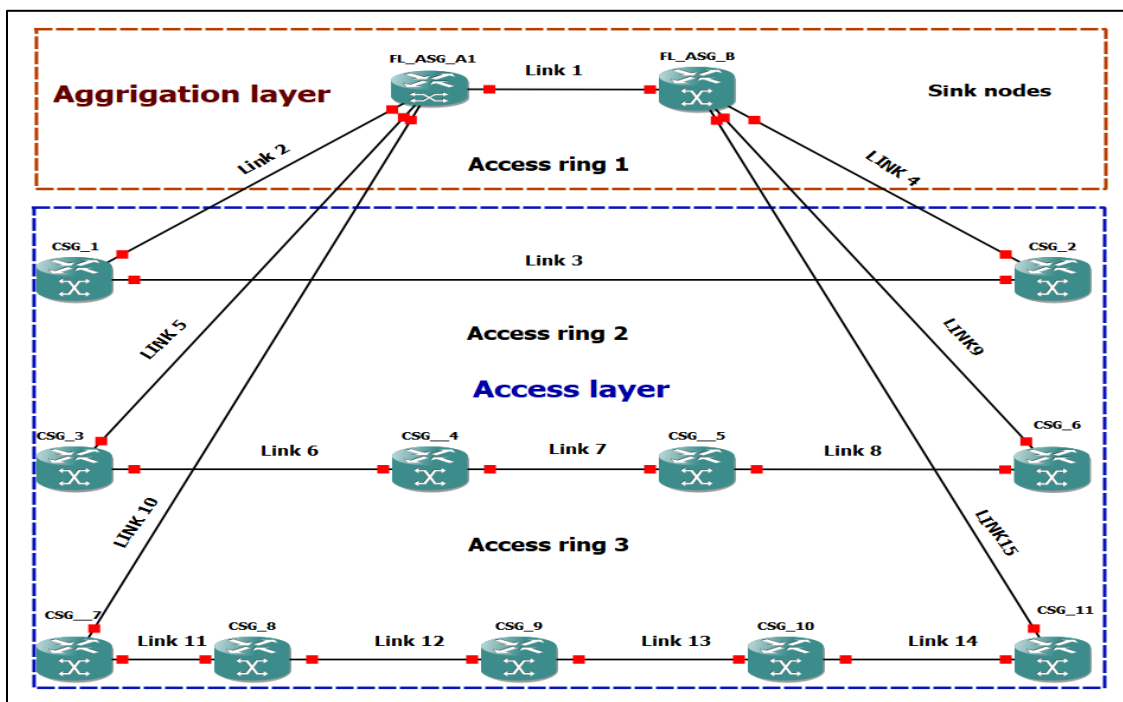 FL_ASG_A1
FL_ASG_B
Link 1
Aggrigation layer
Sink nodes
Link 2
Access ring 1
LINK 4
CSG_1
CSG_2
Link 3
LINK 5
Access ring 2
LINK9
Access layer
CSG_3
CSG__4
CSG__5
CSG_6
Link 6
Link 7
Link 8
LINK 10
Access ring 3
LINK15
CSG__7
CSG_8
CSG_9
CSG_10
CSG_11
Link 11
Link 12
Link 13
Link 14